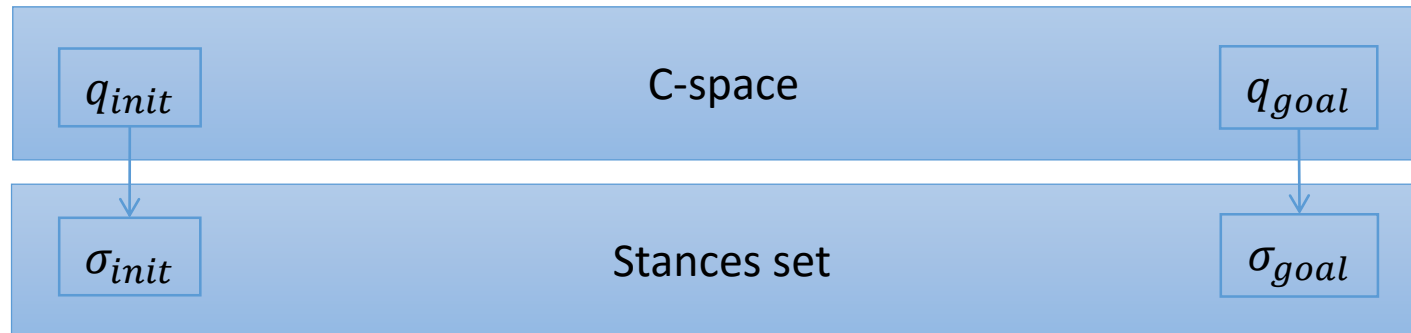 q_init C-space q_goal
σ_init Stances set σ_goal